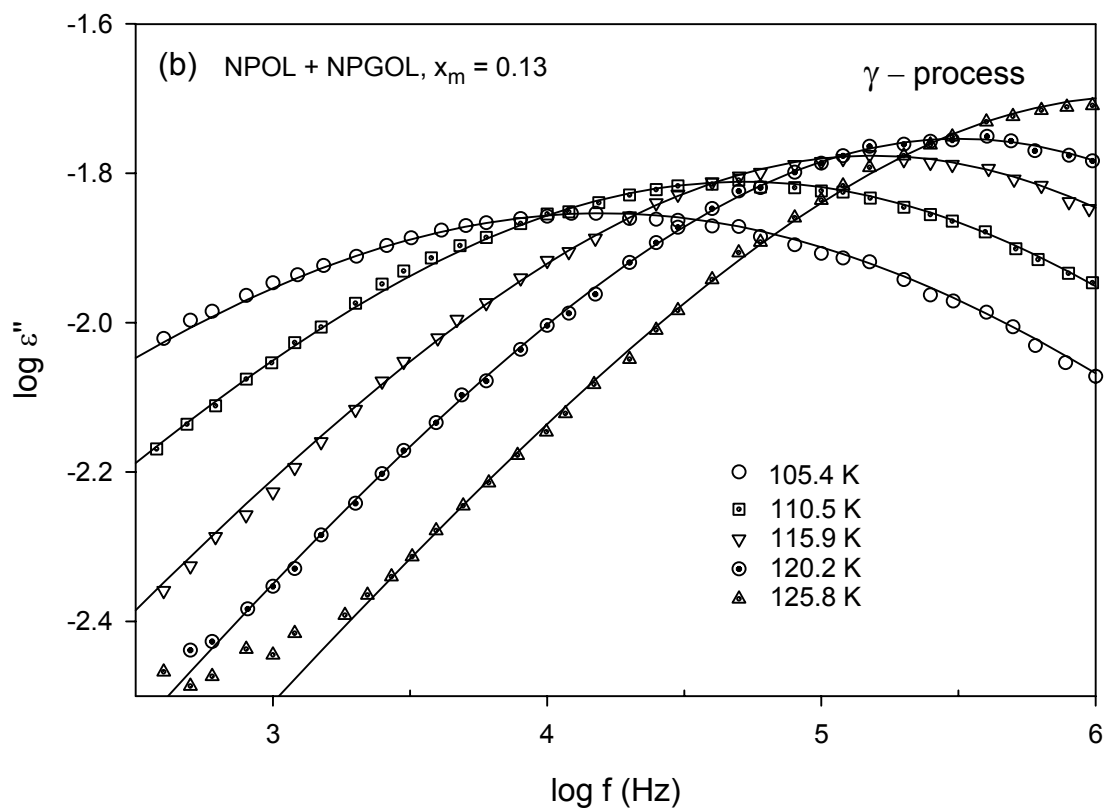 -1.6
(b) NPOL + NPGOL, xm = 0.13
γ – process
-1.8
-2.0
log ε"
-2.2
105.4 K
110.5 K
115.9 K
120.2 K
125.8 K
-2.4
3 4 5 6
log f (Hz)